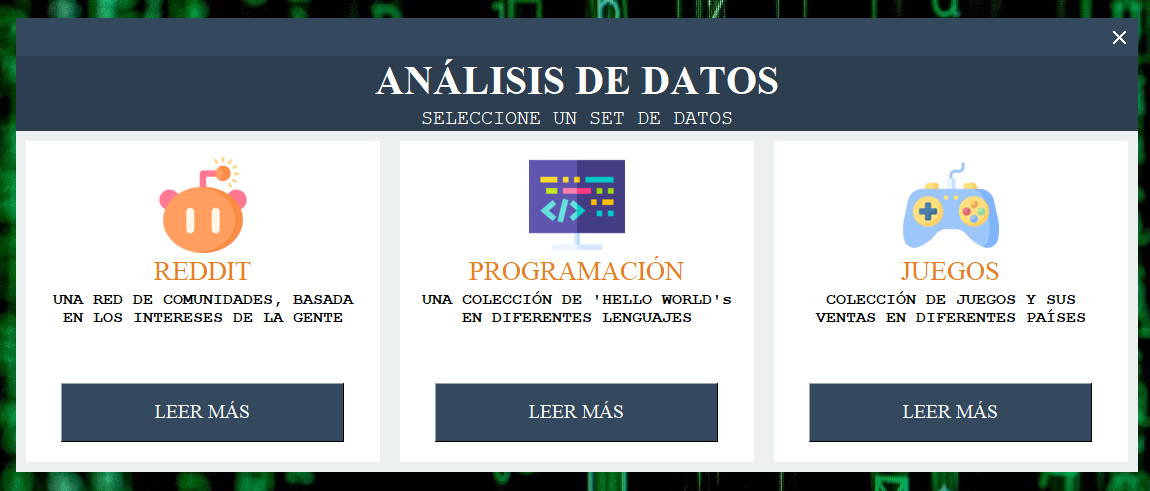 ANÁLISIS DE DATOS
SELECCIONE UN SET DE DATOS
REDDIT
UNA RED DE COMUNIDADES, BASADA
EN LOS INTERESES DE LA GENTE
LEER MÁS
PROGRAMACIÓN
UNA COLECCIÓN DE 'HELLO WORLD's
EN DIFERENTES LENGUAJES
LEER MÁS
JUEGOS
COLECCIÓN DE JUEGOS Y SUS
VENTAS EN DIFERENTES PAÍSES
LEER MÁS